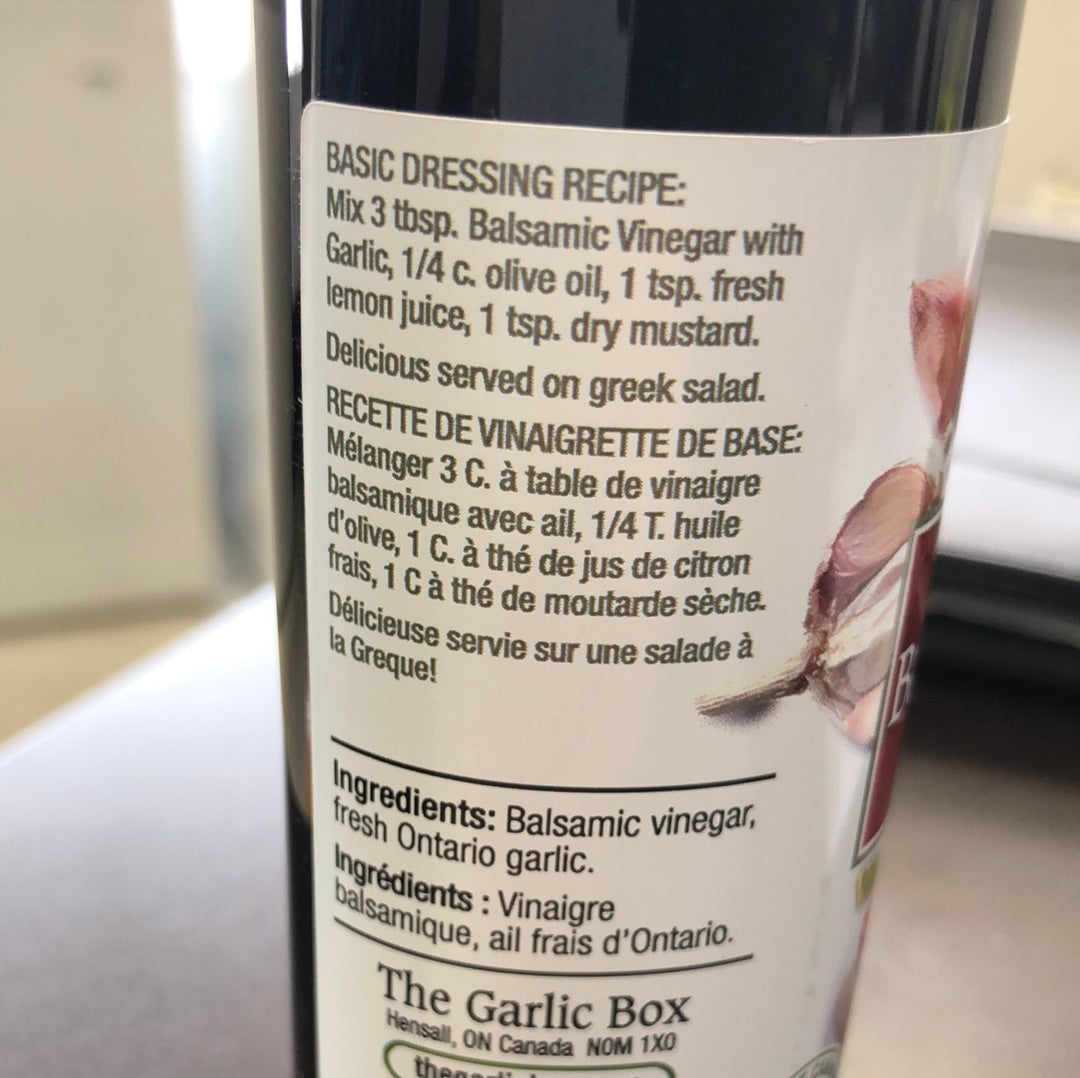 BASIC DRESSING RECIPE:
Mix 3 tbsp. Balsamic Vinegar with
Garlic, 1/4 c. olive oil, 1 tsp. fresh
lemon juice, 1 tsp. dry mustard.
Delicious served on greek salad.
RECETTE DE VINAIGRETTE DE BASE:
Mélanger 3 C. à table de vinaigre
balsamique avec ail, 1/4 T. huile
d'olive, 1 C. à thé de jus de citron
frais, 1 C à thé de moutarde sèche.
Délicieuse servie sur une salade à
la Greque!
Ingredients: Balsamic vinegar,
fresh Ontario garlic.
Ingrédients : Vinaigre
balsamique, ail frais d'Ontario.
The Garlic Box
Hensall, ON Canada N0M 1X0